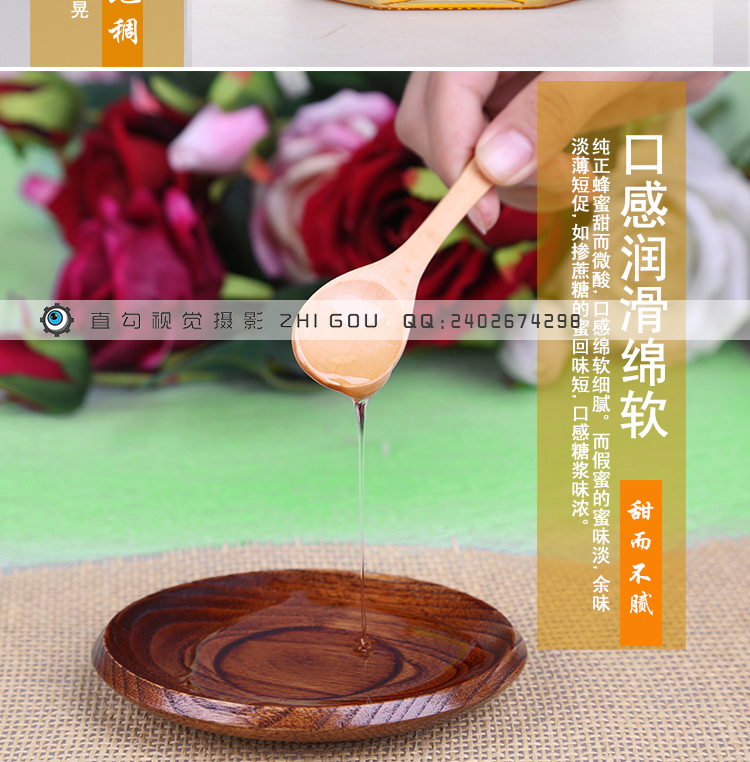 晃
稠
口感润滑绵软
纯正蜂蜜甜而微酸，口感绵软细腻。而假蜜的蜜味淡，余味
淡薄短促，如掺蔗糖的蜜回味短，口感糖浆味浓。
甜而不腻
直勾视觉摄影 ZHI GOU QQ:2402674296